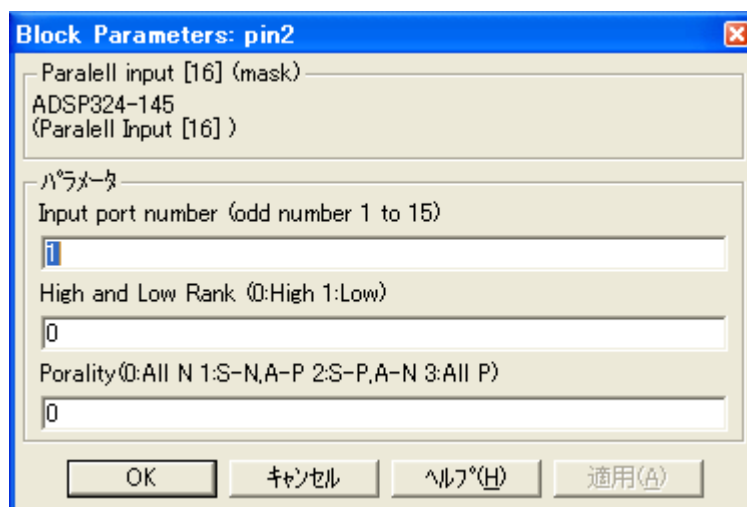 Block Parameters: pin2
Paralell input [16] (mask)
ADSP324-145
(Paralell Input [16] )
パラメータ
Input port number (odd number 1 to 15)
1
High and Low Rank (0:High 1:Low)
0
Porality(0:All N 1:S-N,A-P 2:S-P,A-N 3:All P)
0
OK キャンセル ヘルプ(H) 適用(A)